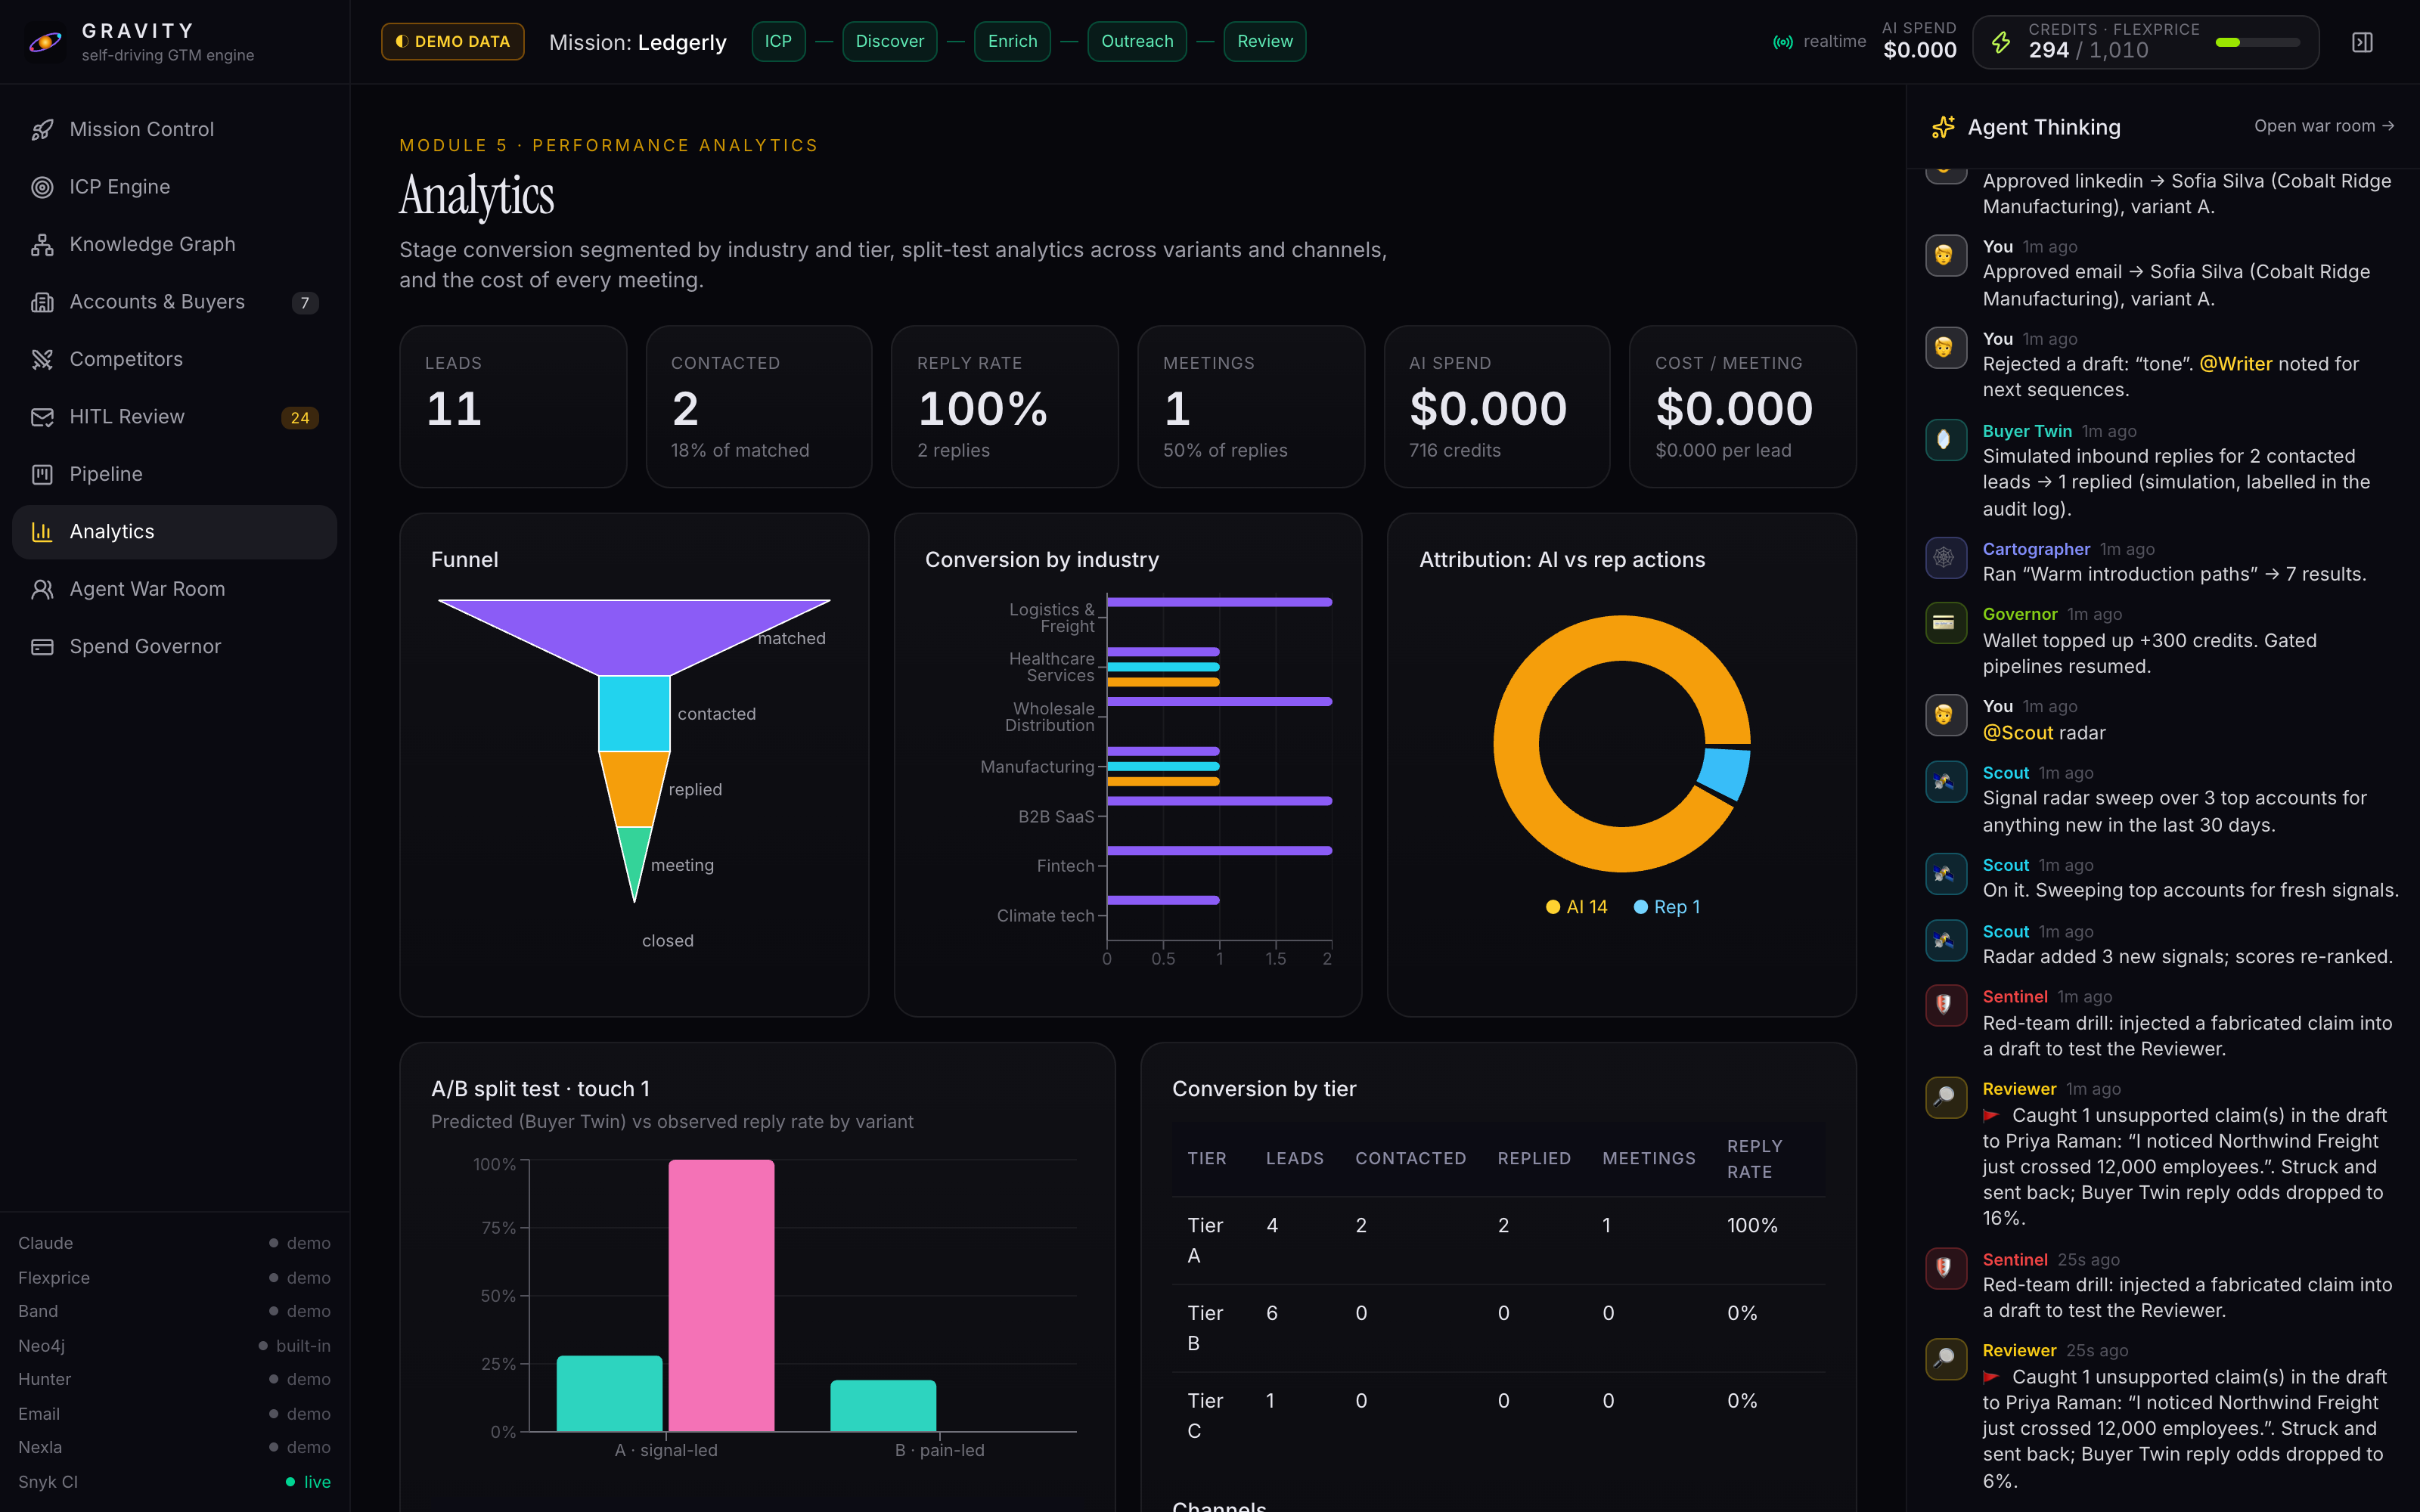 GRAVITY
self-driving GTM engine
DEMO DATA
Mission: Ledgerly
ICP
Discover
Enrich
Outreach
Review
realtime
AI SPEND
$0.000
CREDITS · FLEXPRICE
294 / 1,010
Mission Control
ICP Engine
Knowledge Graph
Accounts & Buyers
7
Competitors
HITL Review
24
Pipeline
Analytics
Agent War Room
Spend Governor
Claude
demo
Flexprice
demo
Band
demo
Neo4j
built-in
Hunter
demo
Email
demo
Nexla
demo
Snyk CI
live
MODULE 5 · PERFORMANCE ANALYTICS
Analytics
Stage conversion segmented by industry and tier, split-test analytics across variants and channels,
and the cost of every meeting.
LEADS
11
CONTACTED
2
18% of matched
REPLY RATE
100%
2 replies
MEETINGS
1
50% of replies
AI SPEND
$0.000
716 credits
COST / MEETING
$0.000
$0.000 per lead
Funnel
matched
contacted
replied
meeting
closed
Conversion by industry
Logistics &
Freight
Healthcare
Services
Wholesale
Distribution
Manufacturing
B2B SaaS
Fintech
Climate tech
0
0.5
1
1.5
2
Attribution: AI vs rep actions
AI 14
Rep 1
A/B split test · touch 1
Predicted (Buyer Twin) vs observed reply rate by variant
100%
75%
50%
25%
0%
A · signal-led
B · pain-led
Conversion by tier
TIER LEADS CONTACTED REPLIED MEETINGS REPLY
RATE
Tier
A
4 2 2 1 100%
Tier
B
6 0 0 0 0%
Tier
C
1 0 0 0 0%
Channels
Agent Thinking
Open war room →
Approved linkedin → Sofia Silva (Cobalt Ridge
Manufacturing), variant A.
You 1m ago
Approved email → Sofia Silva (Cobalt Ridge
Manufacturing), variant A.
You 1m ago
Rejected a draft: “tone”. @Writer noted for
next sequences.
Buyer Twin 1m ago
Simulated inbound replies for 2 contacted
leads → 1 replied (simulation, labelled in the
audit log).
Cartographer 1m ago
Ran “Warm introduction paths” → 7 results.
Governor 1m ago
Wallet topped up +300 credits. Gated
pipelines resumed.
You 1m ago
@Scout radar
Scout 1m ago
Signal radar sweep over 3 top accounts for
anything new in the last 30 days.
Scout 1m ago
On it. Sweeping top accounts for fresh signals.
Scout 1m ago
Radar added 3 new signals; scores re-ranked.
Sentinel 1m ago
Red-team drill: injected a fabricated claim into
a draft to test the Reviewer.
Reviewer 1m ago
Caught 1 unsupported claim(s) in the draft
to Priya Raman: “I noticed Northwind Freight
just crossed 12,000 employees.”. Struck and
sent back; Buyer Twin reply odds dropped to
16%.
Sentinel 25s ago
Red-team drill: injected a fabricated claim into
a draft to test the Reviewer.
Reviewer 25s ago
Caught 1 unsupported claim(s) in the draft
to Priya Raman: “I noticed Northwind Freight
just crossed 12,000 employees.”. Struck and
sent back; Buyer Twin reply odds dropped to
6%.